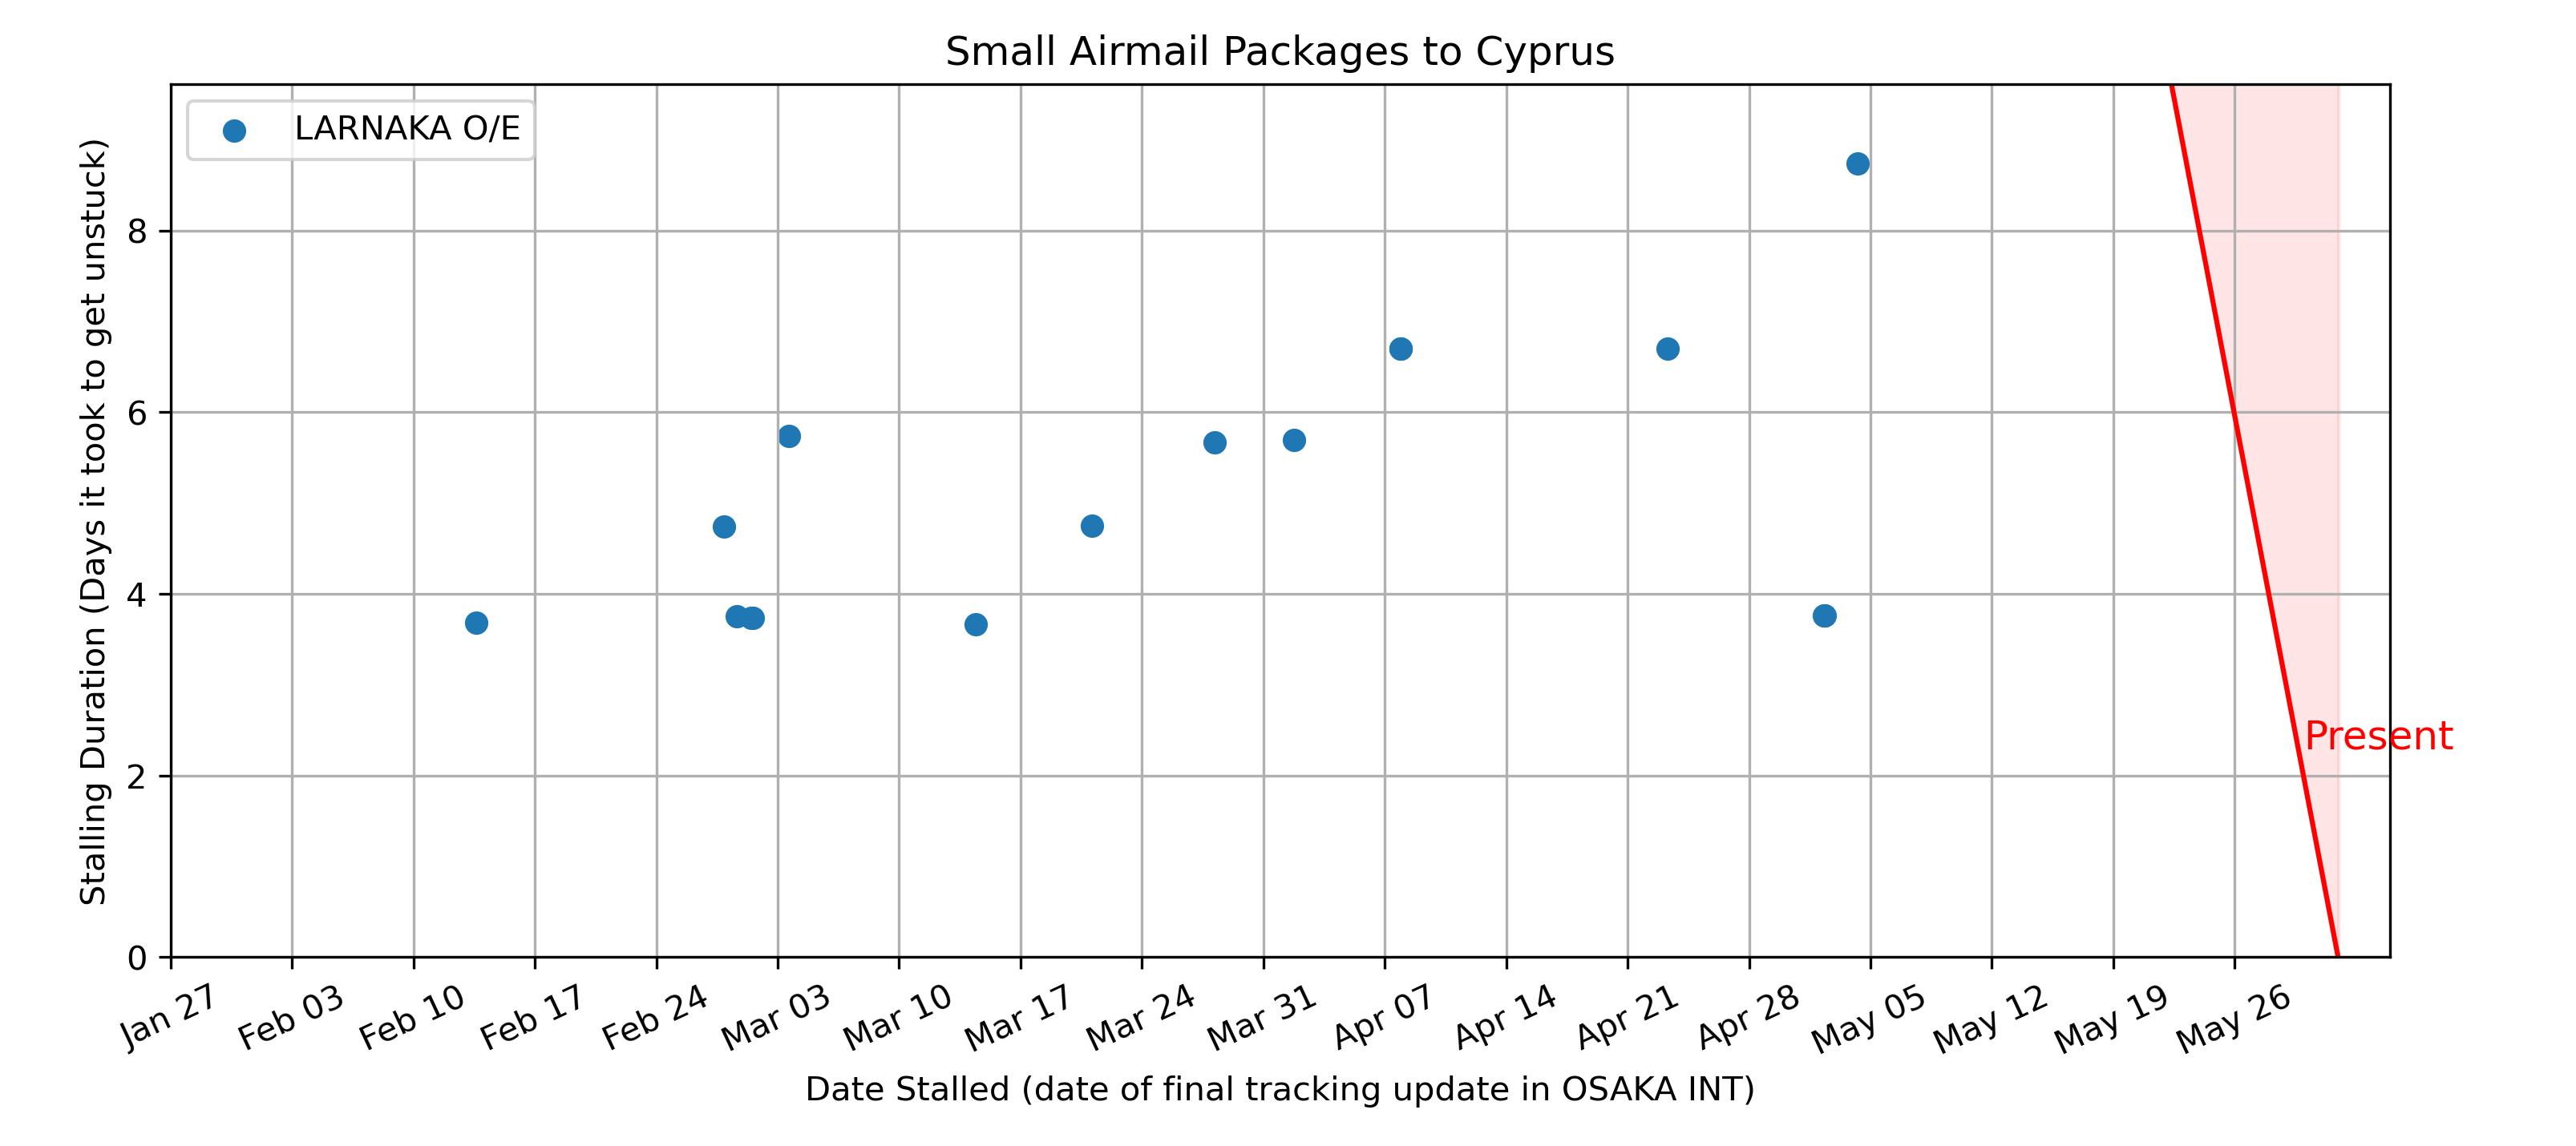 Small Airmail Packages to Cyprus
LARNAKA O/E
Stalling Duration (Days it took to get unstuck)
8
6
4
2
0
Present
Jan 27
Feb 03
Feb 10
Feb 17
Feb 24
Mar 03
Mar 10
Mar 17
Mar 24
Mar 31
Apr 07
Apr 14
Apr 21
Apr 28
May 05
May 12
May 19
May 26
Date Stalled (date of final tracking update in OSAKA INT)